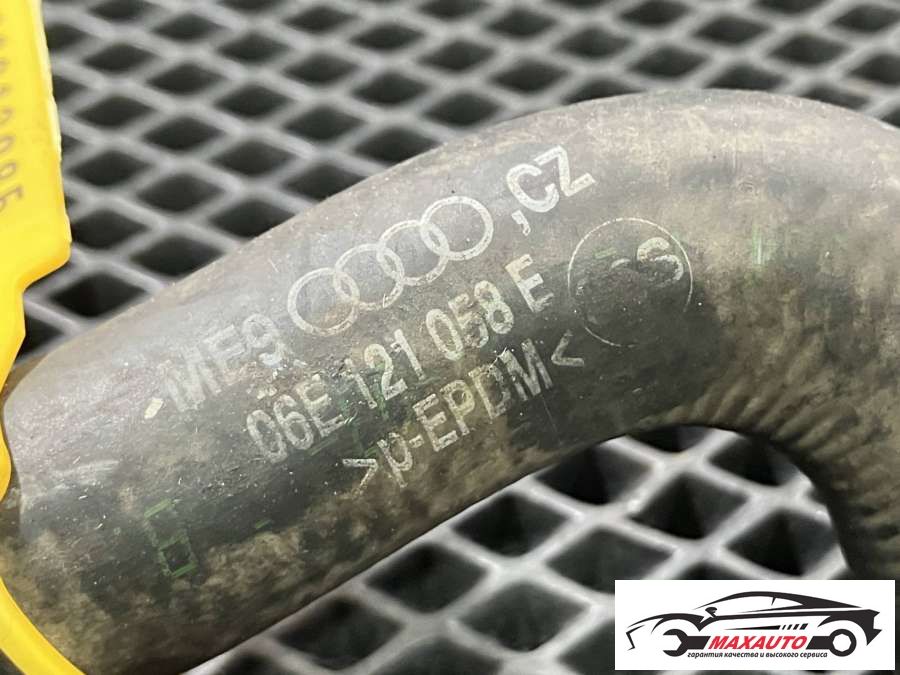 ME9 ,CZ
06E 121 058 E
>p-EPDM<
S
MAXAUTO
гарантия качества и высокого сервиса